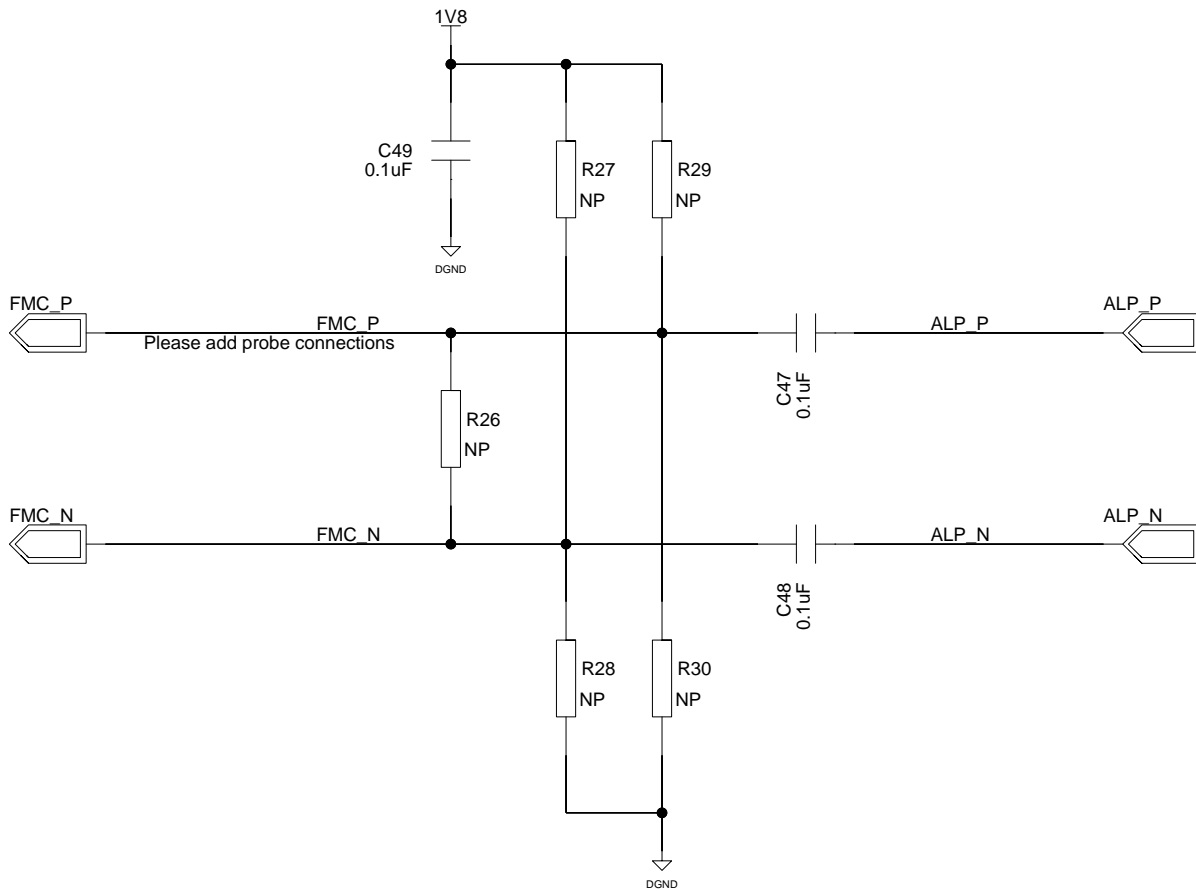 1V8
C49
0.1uF
R27
NP
R29
NP
DGND
FMC_P
FMC_P
Please add probe connections
ALP_P
ALP_P
C47
0.1uF
R26
NP
FMC_N
FMC_N
ALP_N
ALP_N
C48
0.1uF
R28
NP
R30
NP
DGND